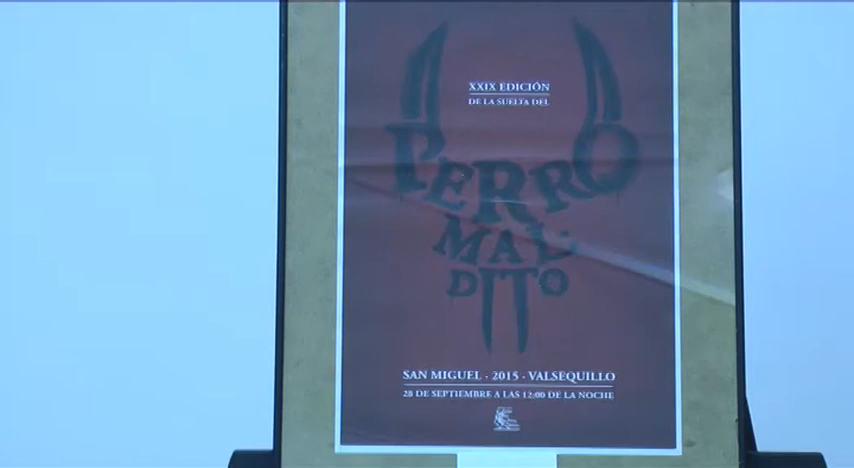 XXIX EDICIÓN
DE LA SUELTA DEL
PERRO
MAL
DITO
SAN MIGUEL · 2015 · VALSEQUILLO
28 DE SEPTIEMBRE A LAS 12:00 DE LA NOCHE